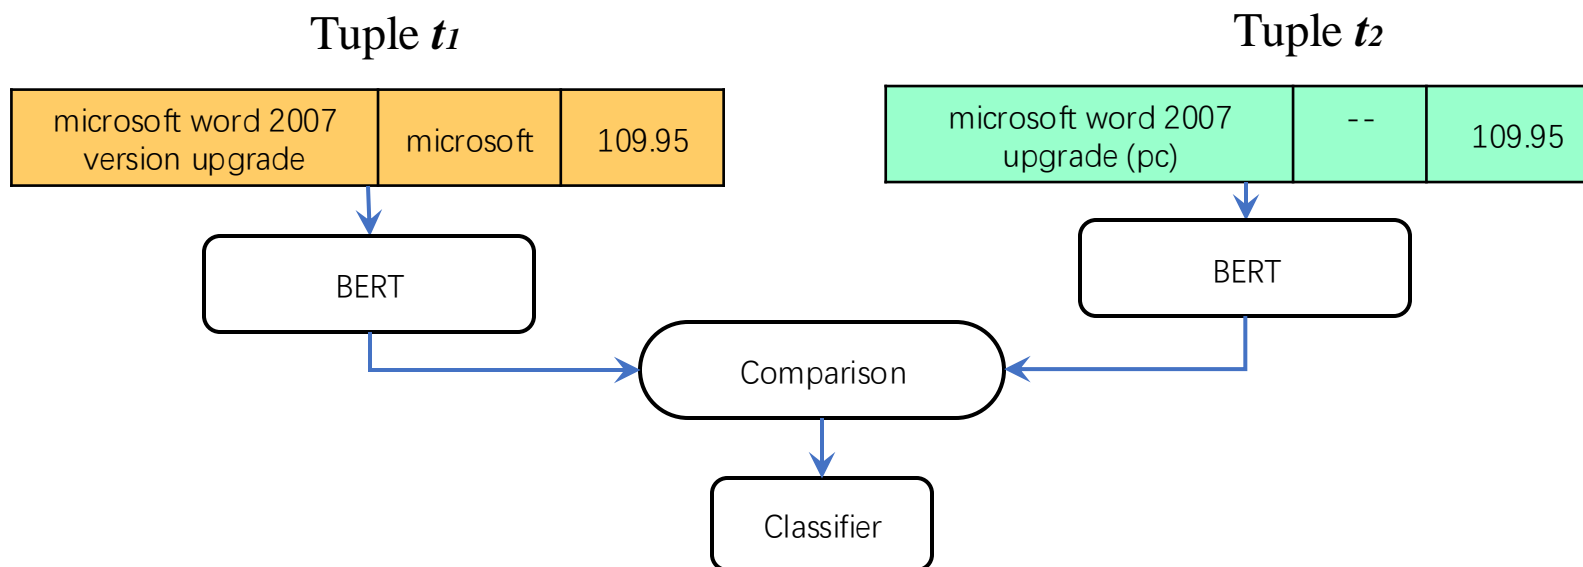 Tuple t1
Tuple t2
microsoft word 2007
version upgrade
microsoft
109.95
microsoft word 2007
upgrade (pc)
--
109.95
BERT
BERT
Comparison
Classifier